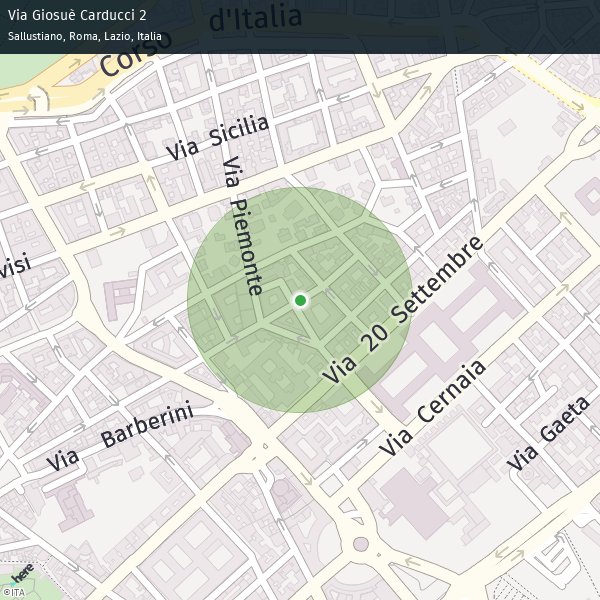 Via Giosuè Carducci 2
Sallustiano, Roma, Lazio, Italia
Corso d'Italia
Via Sicilia
Via Piemonte
visi
Via 20 Settembre
Via Cernaia
Via Barberini
Via Gaeta
here
©ITA